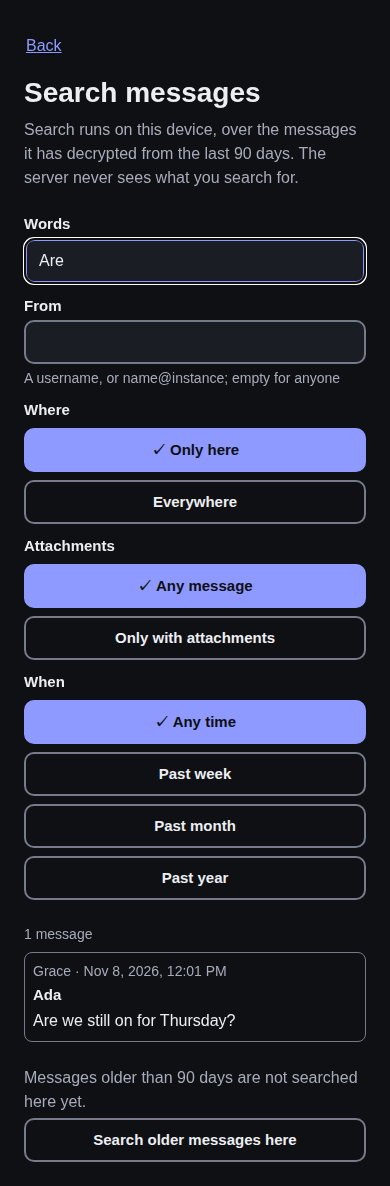 Back
Search messages
Search runs on this device, over the messages
it has decrypted from the last 90 days. The
server never sees what you search for.
Words
Are
From
A username, or name@instance; empty for anyone
Where
✓ Only here
Everywhere
Attachments
✓ Any message
Only with attachments
When
✓ Any time
Past week
Past month
Past year
1 message
Grace · Nov 8, 2026, 12:01 PM
Ada
Are we still on for Thursday?
Messages older than 90 days are not searched
here yet.
Search older messages here